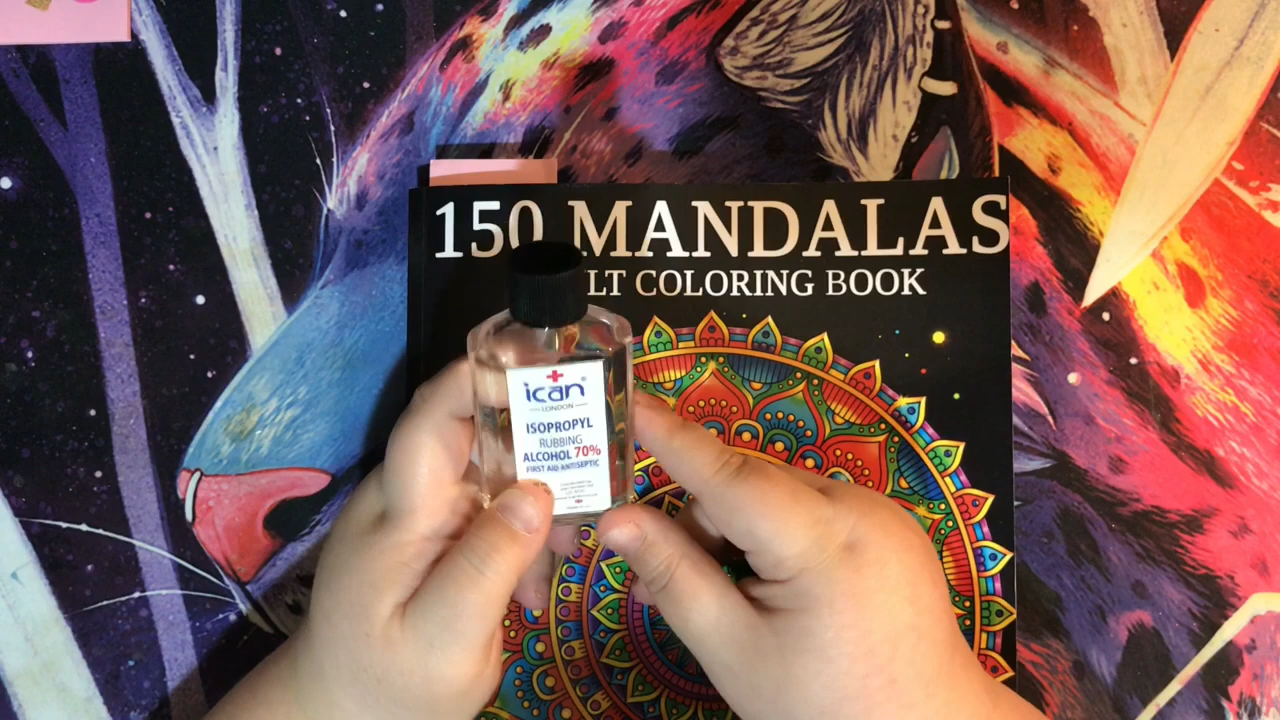 150 MANDALAS
LT COLORING BOOK
ican®
LONDON
ISOPROPYL
RUBBING
ALCOHOL 70%
FIRST AID ANTISEPTIC